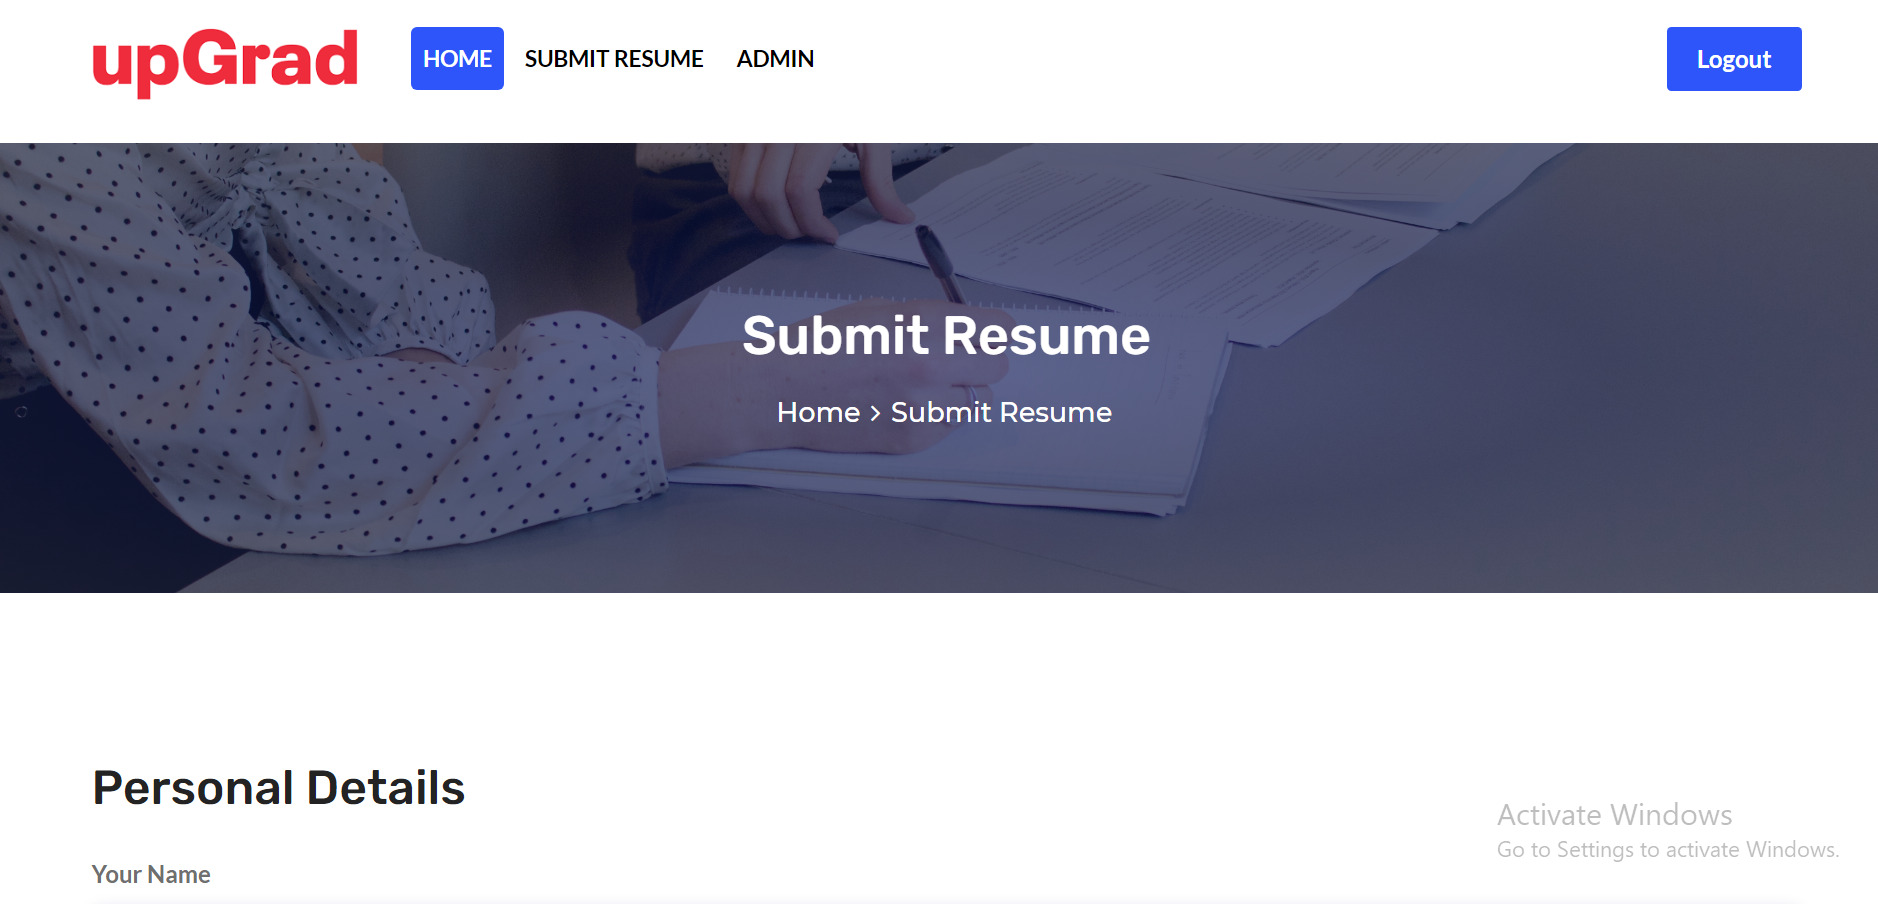 upGrad
HOME SUBMIT RESUME ADMIN
Logout
Submit Resume
Home > Submit Resume
Personal Details
Activate Windows
Go to Settings to activate Windows.
Your Name